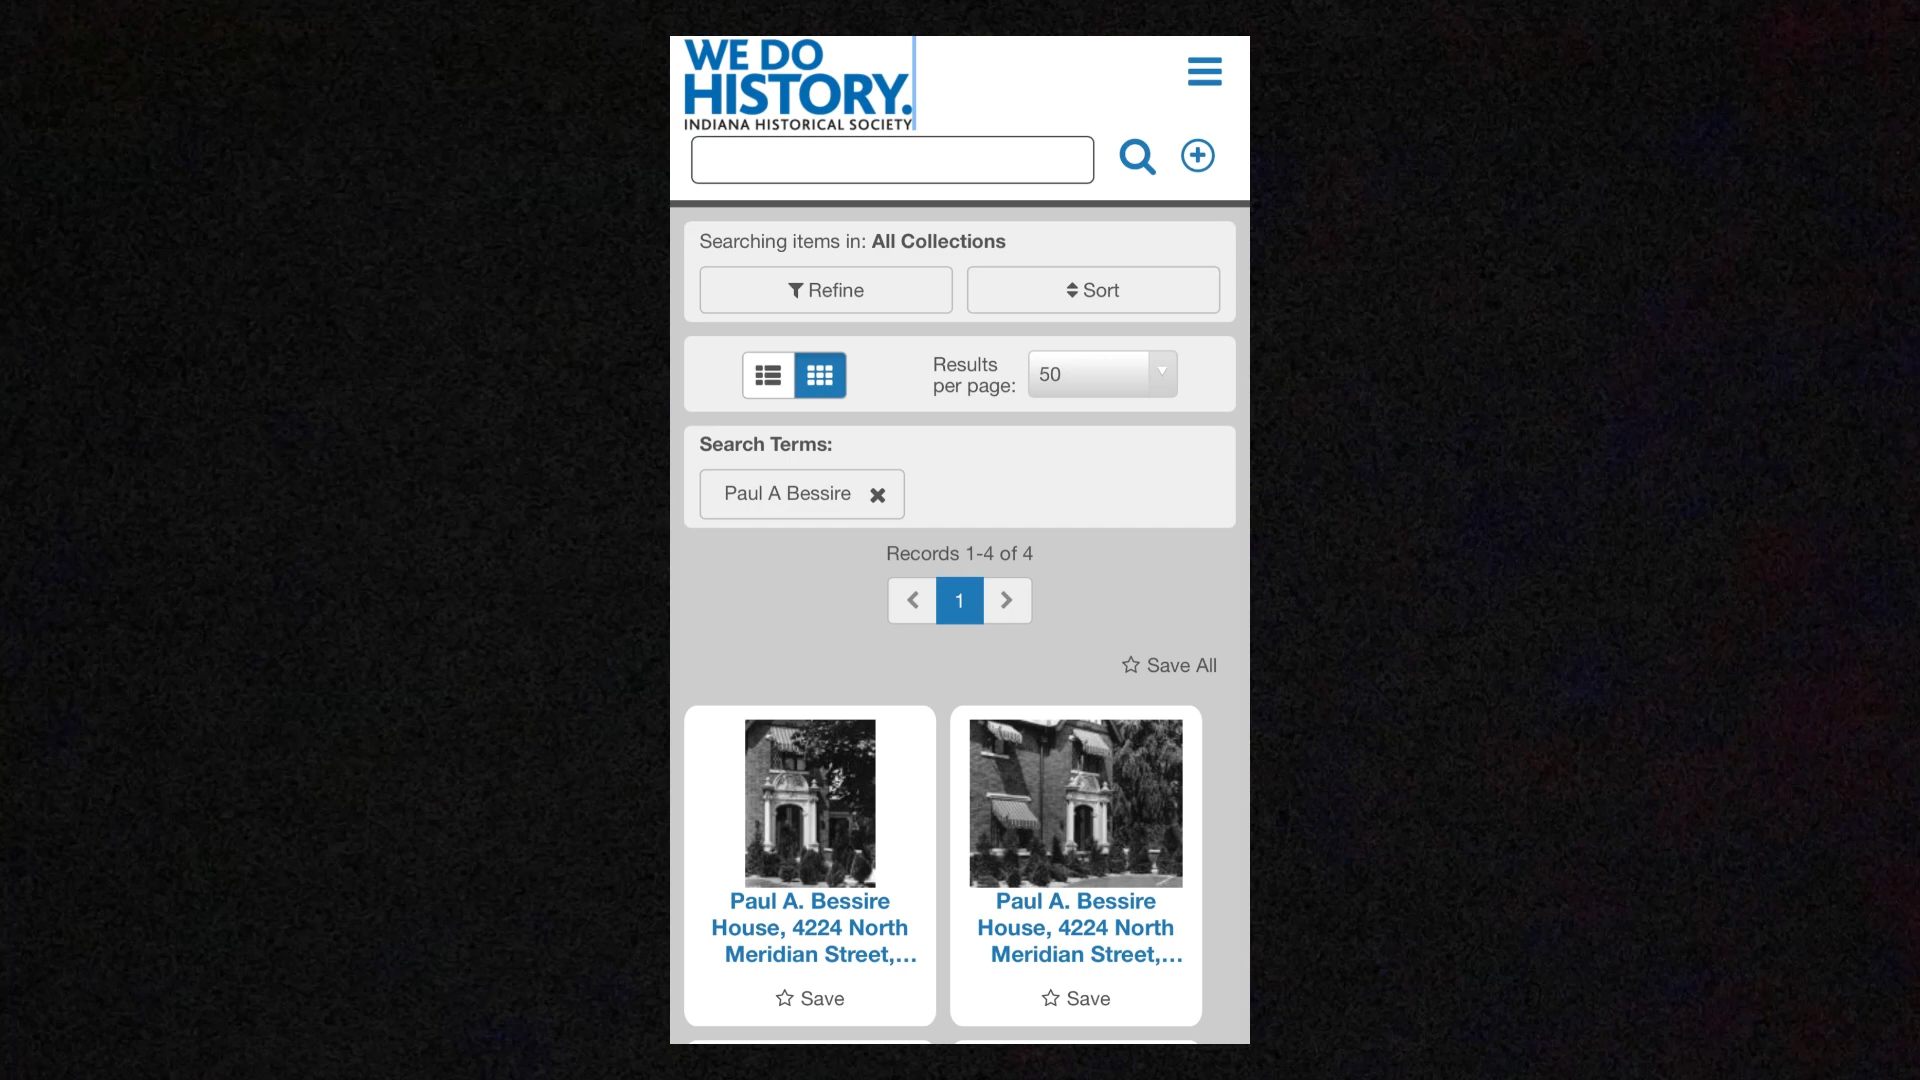 WE DO
HISTORY.
INDIANA HISTORICAL SOCIETY
Searching items in: All Collections
Refine
Sort
Results
per page:
50
Search Terms:
Paul A Bessire
Records 1-4 of 4
1
Save All
Paul A. Bessire
House, 4224 North
Meridian Street,...
Save
Paul A. Bessire
House, 4224 North
Meridian Street,...
Save